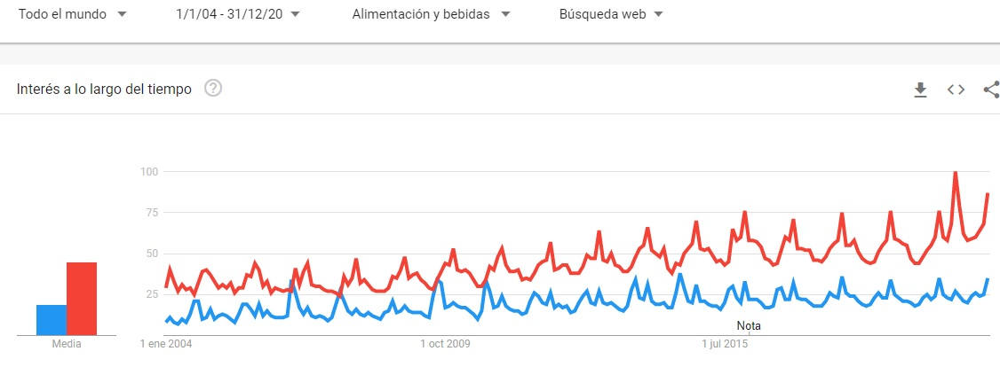 Todo el mundo 1/1/04 - 31/12/20 Alimentación y bebidas Búsqueda web
Interés a lo largo del tiempo ?
100
75
50
25
Nota
Media 1 ene 2004 1 oct 2009 1 jul 2015